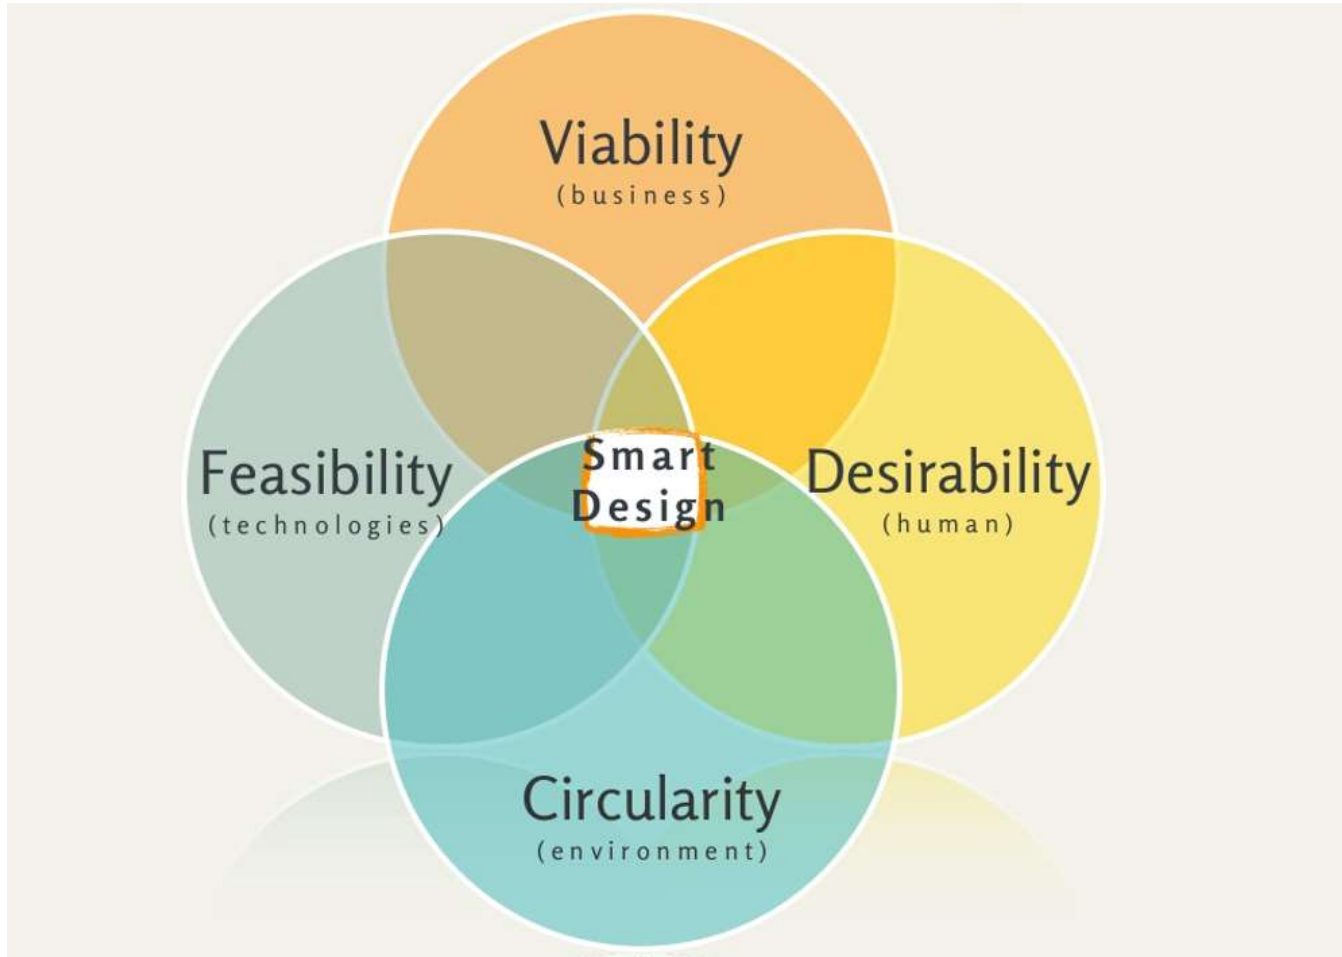 Viability
(business)
Feasibility
(technologies)
Smart
Design
Desirability
(human)
Circularity
(environment)